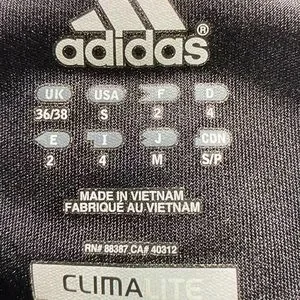 adidas®
UK USA F D
36/38 S 2 4
E I J CDN
2 4 M S/P
MADE IN VIETNAM
FABRIQUÉ AU VIETNAM
RN# 88387 CA# 40312
CLIMALITE